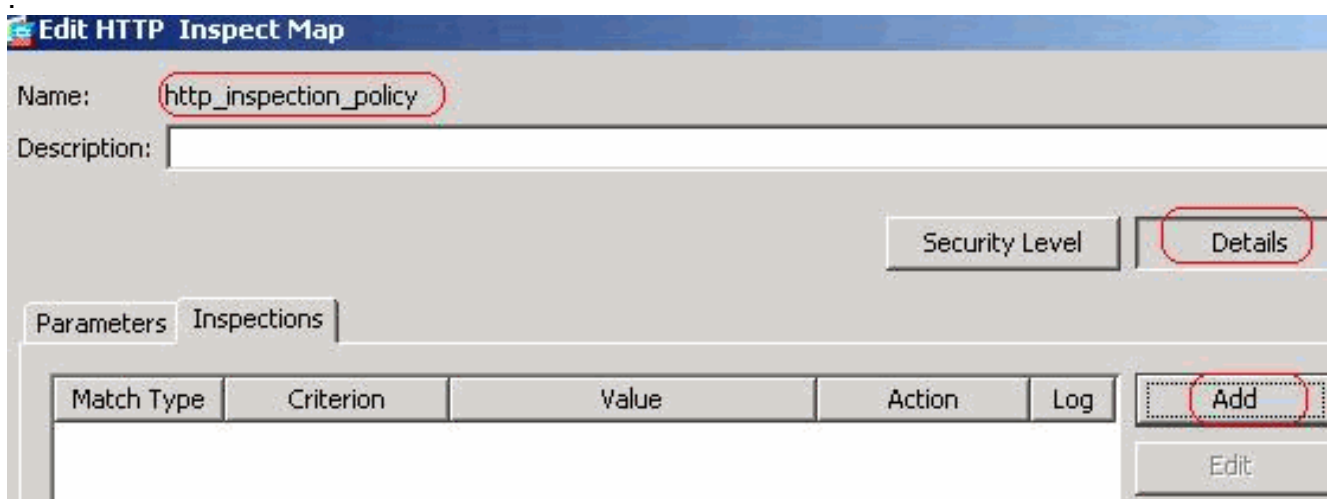 Edit HTTP Inspect Map
Name: http_inspection_policy
Description:
Security Level Details
Parameters Inspections
Match Type Criterion Value Action Log Add
Edit